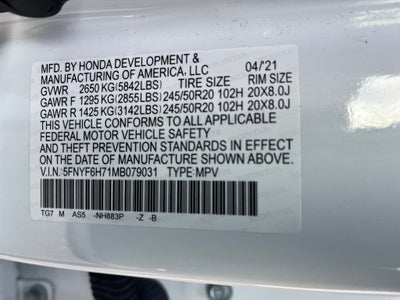 MFD. BY HONDA DEVELOPMENT & 04/21
MANUFACTURING OF AMERICA, LLC TIRE SIZE RIM SIZE
GVWR 2650 KG(5842LBS)
GAWR F 1295 KG(2855LBS) 245/50R20 102H 20X8.0J
GAWR R 1425 KG(3142LBS) 245/50R20 102H 20X8.0J
THIS VEHICLE CONFORMS TO ALL APPLICABLE
FEDERAL MOTOR VEHICLE SAFETY, BUMPER,
AND THEFT PREVENTION STANDARDS IN EFFECT
ON THE DATE OF MANUFACTURE SHOWN ABOVE.
V.I.N.:5FNYF6H71MB079031 TYPE:MPV
TG7 M AS5 -NH883P -Z -B